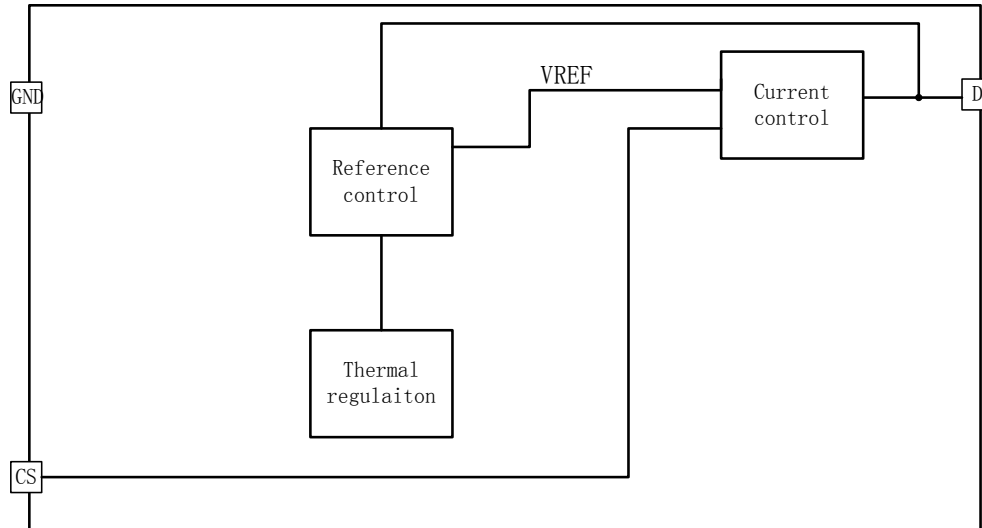 VREF
GND
Current
control
D
Reference
control
Thermal
regulaiton
CS